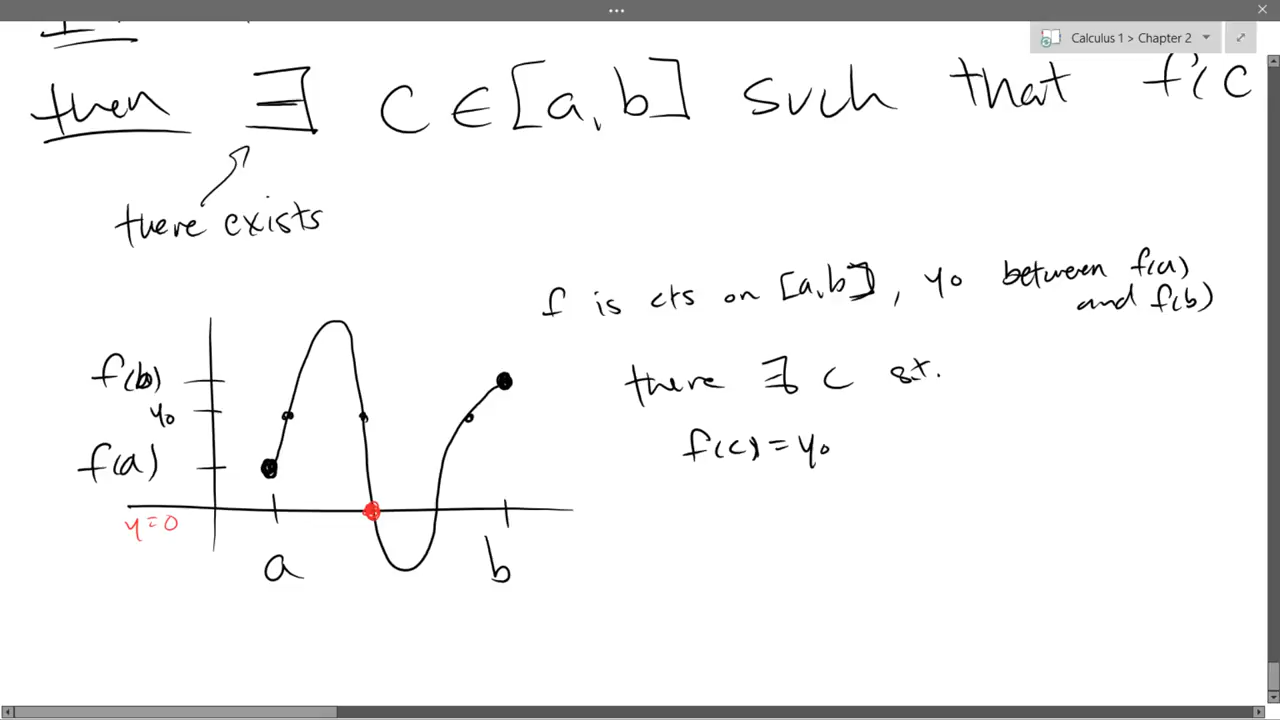 Calculus 1 > Chapter 2
then ∃ c ∈ [a, b] such that f(c
there exists
f is cts on [a,b], y₀ between f(a)
and f(b)
there ∃ c s.t.
f(c) = y₀
f(b)
y₀
f(a)
y=0
a
b